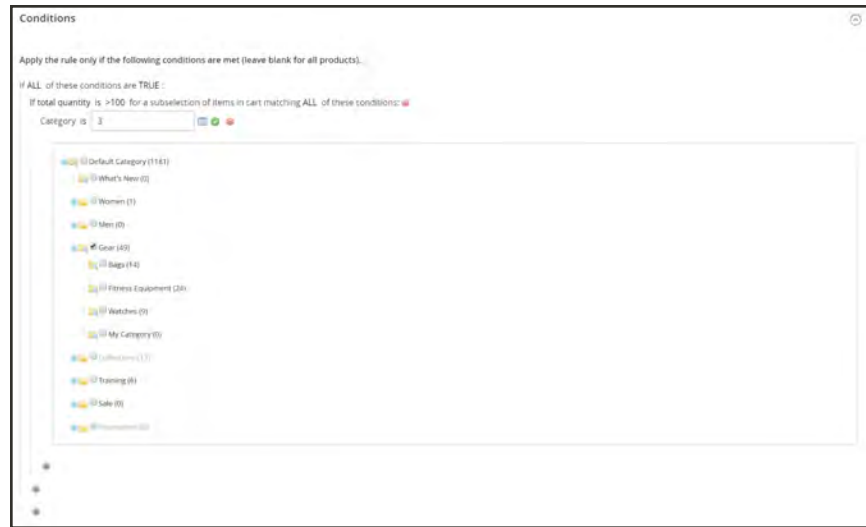 Conditions
Apply the rule only if the following conditions are met (leave blank for all products).
If ALL of these conditions are TRUE :
If total quantity is >100 for a subselection of items in cart matching ALL of these conditions:
Category is 3
Default Category (1181)
What's New (0)
Women (1)
Men (0)
Gear (49)
Bags (14)
Fitness Equipment (24)
Watches (9)
My Category (0)
Collections (13)
Training (6)
Sale (0)